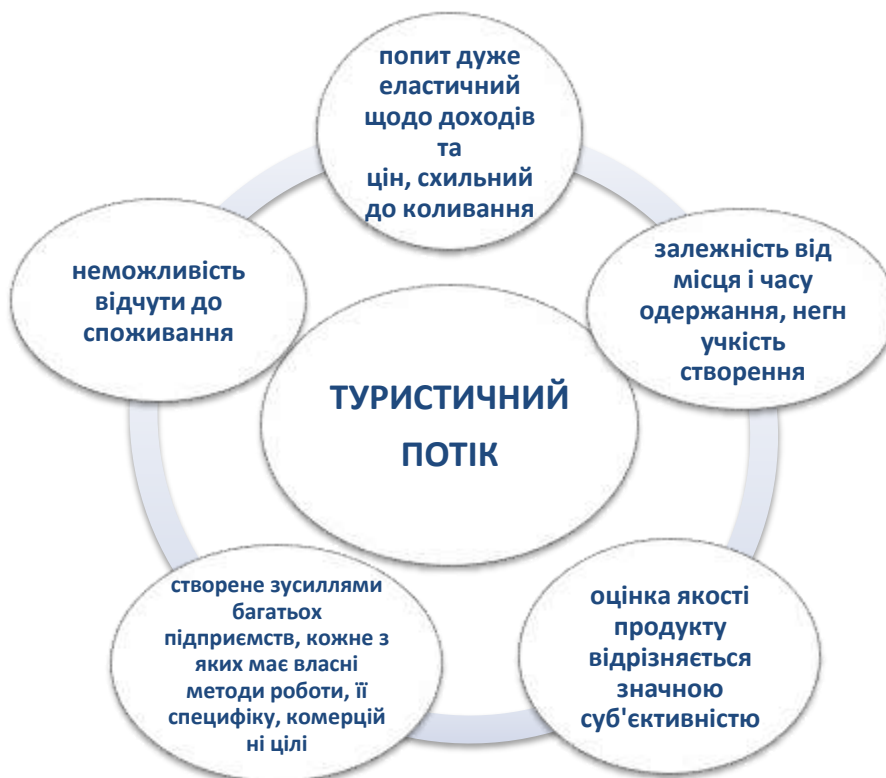 попит дуже
еластичний
щодо доходів
та
цін, схильний
до коливання
неможливість
відчути до
споживання
залежність від
місця і часу
одержання, негн
учкість
створення
ТУРИСТИЧНИЙ
ПОТІК
створене зусиллями
багатьох
підприємств, кожне з
яких має власні
методи роботи, її
специфіку, комерцій
ні цілі
оцінка якості
продукту
відрізняється
значною
суб'єктивністю